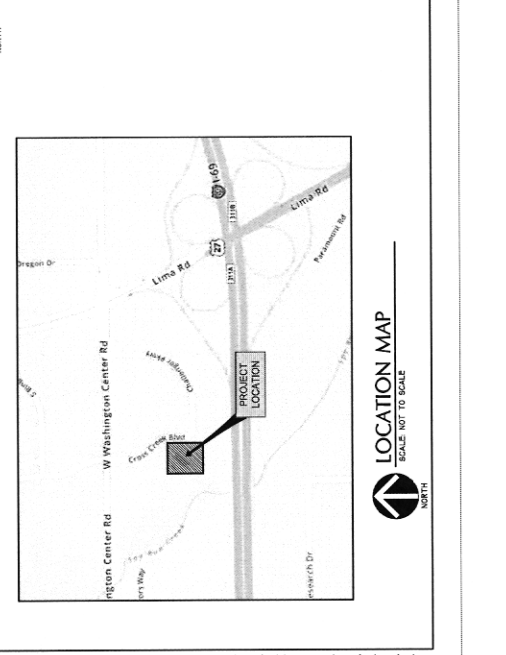 Oregon Dr
I-69
311B
Lima Rd
27
Lima Rd
311A
Paramount Rd
W Washington Center Rd
Challenger Pkwy
PROJECT
LOCATION
Cross Creek Blvd
ngton Center Rd
ors Way
esearch Dr
LOCATION MAP
SCALE: NOT TO SCALE
NORTH